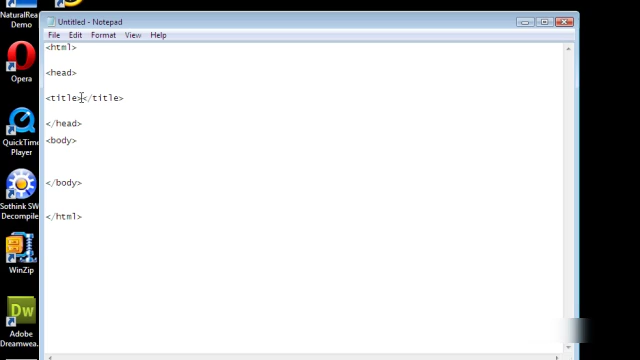 NaturalRea
Demo
Opera
QuickTime
Player
Sothink SW
Decompile
WinZip
Dw
Adobe
Dreamwea...
Untitled - Notepad
File Edit Format View Help
<html>
<head>
<title></title>
</head>
<body>
</body>
</html>